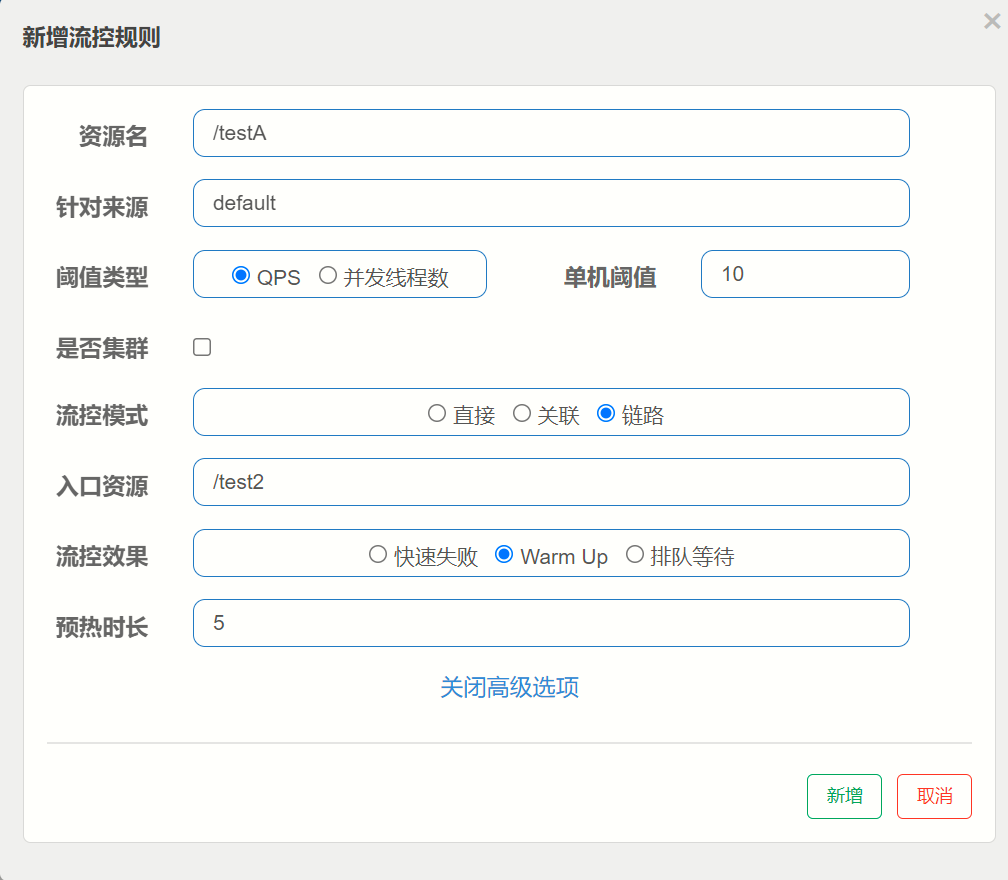 新增流控规则
×
资源名 /testA
针对来源 default
阈值类型 QPS 并发线程数 单机阈值 10
是否集群
流控模式 直接 关联 链路
入口资源 /test2
流控效果 快速失败 Warm Up 排队等待
预热时长 5
关闭高级选项
新增 取消